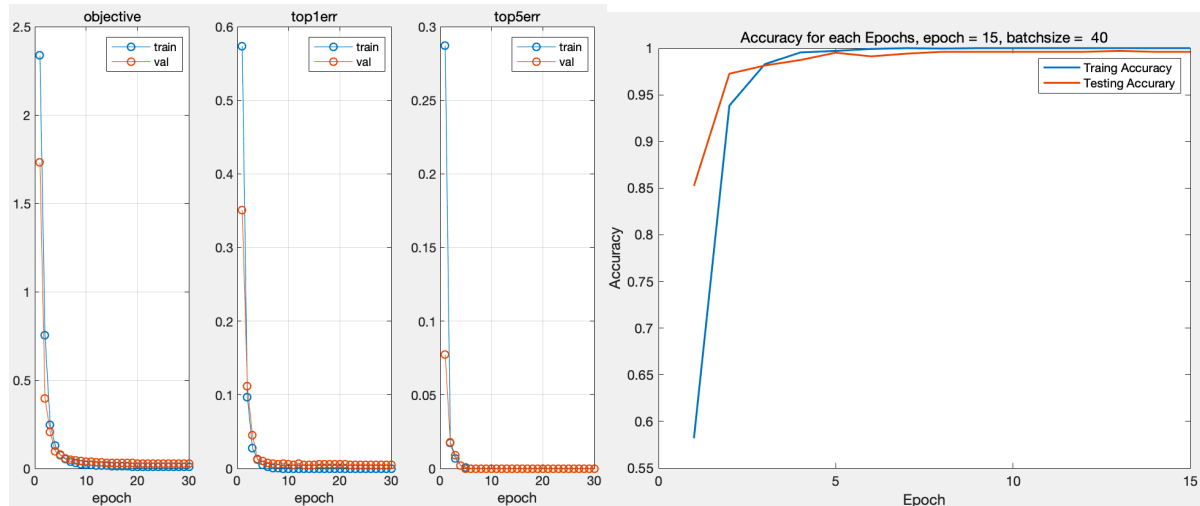 objective
2.5
2
1.5
1
0.5
0
0 10 20 30
epoch
train
val
top1err
0.6
0.5
0.4
0.3
0.2
0.1
0
0 10 20 30
epoch
train
val
top5err
0.3
0.25
0.2
0.15
0.1
0.05
0
0 10 20 30
epoch
train
val
Accuracy for each Epochs, epoch = 15, batchsize = 40
1
0.95
0.9
0.85
0.8
0.75
0.7
0.65
0.6
0.55
0 5 10 15
Accuracy
Epoch
Traing Accuracy
Testing Accurary